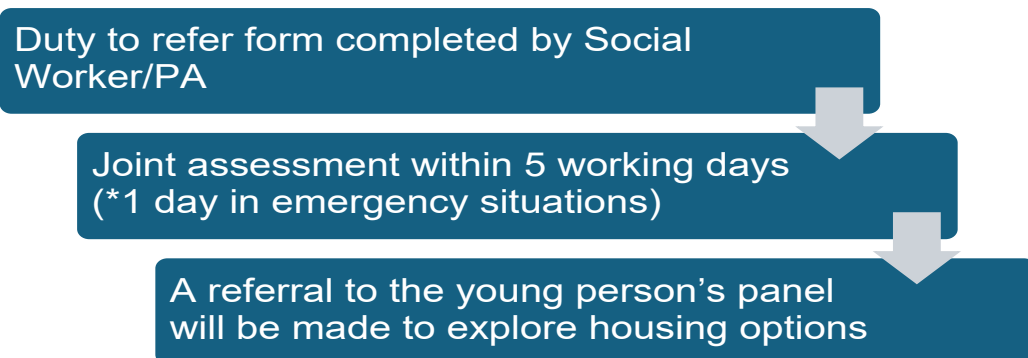 Duty to refer form completed by Social
Worker/PA
Joint assessment within 5 working days
(*1 day in emergency situations)
A referral to the young person’s panel
will be made to explore housing options